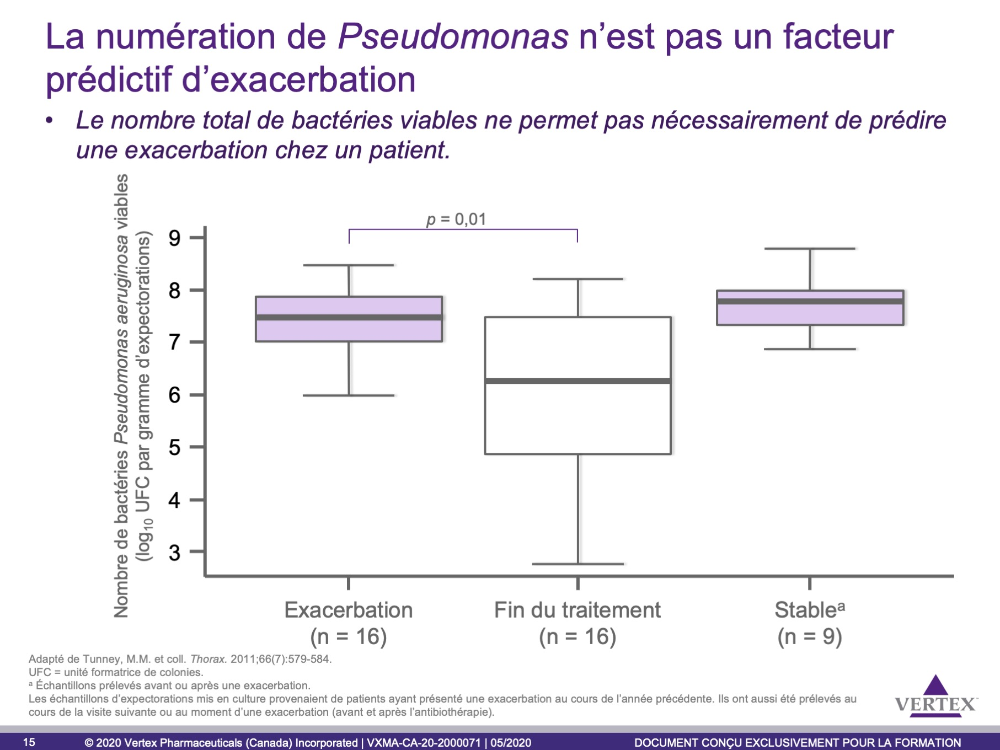 La numération de Pseudomonas n’est pas un facteur
prédictif d’exacerbation
• Le nombre total de bactéries viables ne permet pas nécessairement de prédire
une exacerbation chez un patient.
Nombre de bactéries Pseudomonas aeruginosa viables
(log10 UFC par gramme d’expectorations)
p = 0,01
9
8
7
6
5
4
3
Exacerbation
(n = 16)
Fin du traitement
(n = 16)
Stableª
(n = 9)
Adapté de Tunney, M.M. et coll. Thorax. 2011;66(7):579-584.
UFC = unité formatrice de colonies.
ª Échantillons prélevés avant ou après une exacerbation.
Les échantillons d’expectorations mis en culture provenaient de patients ayant présenté une exacerbation au cours de l’année précédente. Ils ont aussi été prélevés au
cours de la visite suivante ou au moment d’une exacerbation (avant et après l’antibiothérapie).
VERTEX™
15
© 2020 Vertex Pharmaceuticals (Canada) Incorporated | VXMA-CA-20-2000071 | 05/2020
DOCUMENT CONÇU EXCLUSIVEMENT POUR LA FORMATION